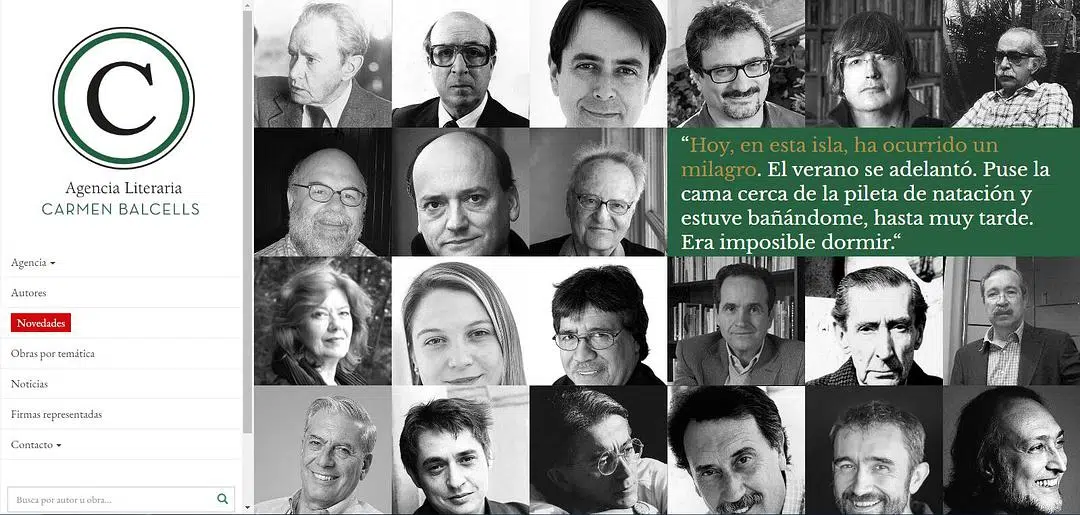 C
Agencia Literaria
CARMEN BALCELLS
Agencia
Autores
Novedades
Obras por temática
Noticias
Firmas representadas
Contacto
Busca por autor u obra...
“Hoy, en esta isla, ha ocurrido un
milagro. El verano se adelantó. Puse la
cama cerca de la pileta de natación y
estuve bañándome, hasta muy tarde.
Era imposible dormir.“